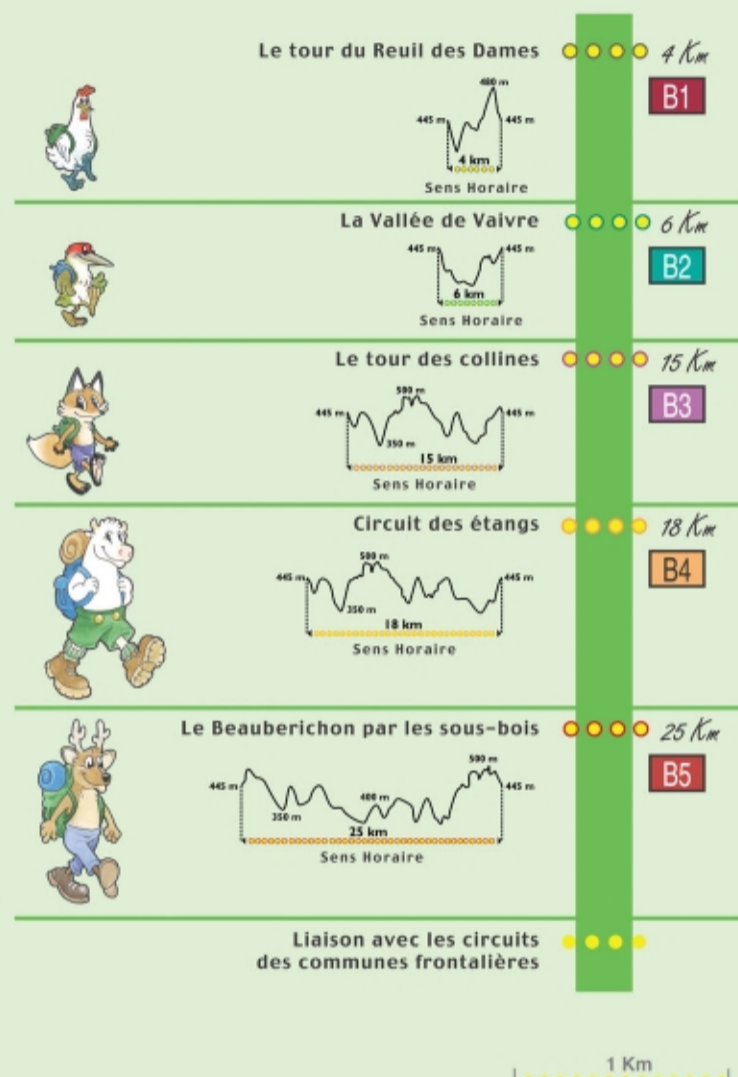 Le tour du Reuil des Dames 4 Km
B1
480 m
445 m 445 m
4 km
Sens Horaire
La Vallée de Vaivre 6 Km
B2
445 m 445 m
6 km
Sens Horaire
Le tour des collines 15 Km
B3
500 m
445 m 445 m
350 m
15 km
Sens Horaire
Circuit des étangs 18 Km
B4
500 m
445 m 445 m
350 m
18 km
Sens Horaire
Le Beauberichon par les sous-bois 25 Km
B5
500 m
445 m 445 m
400 m
350 m
25 km
Sens Horaire
Liaison avec les circuits
des communes frontalières
1 Km